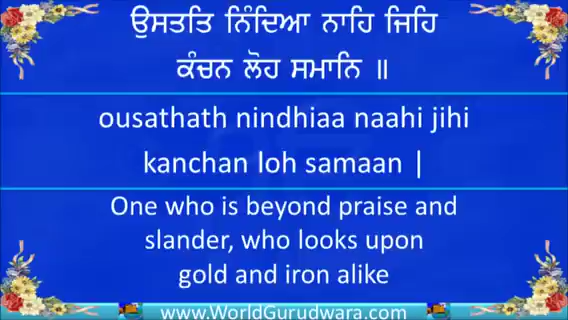 ਉਸਤਤਿ ਨਿੰਦਿਆ ਨਾਹਿ ਜਿਹਿ
ਕੰਚਨ ਲੋਹ ਸਮਾਨਿ ॥
ousathath nindhiaa naahi jihi
kanchan loh samaan |
One who is beyond praise and
slander, who looks upon
gold and iron alike
www.WorldGurudwara.com